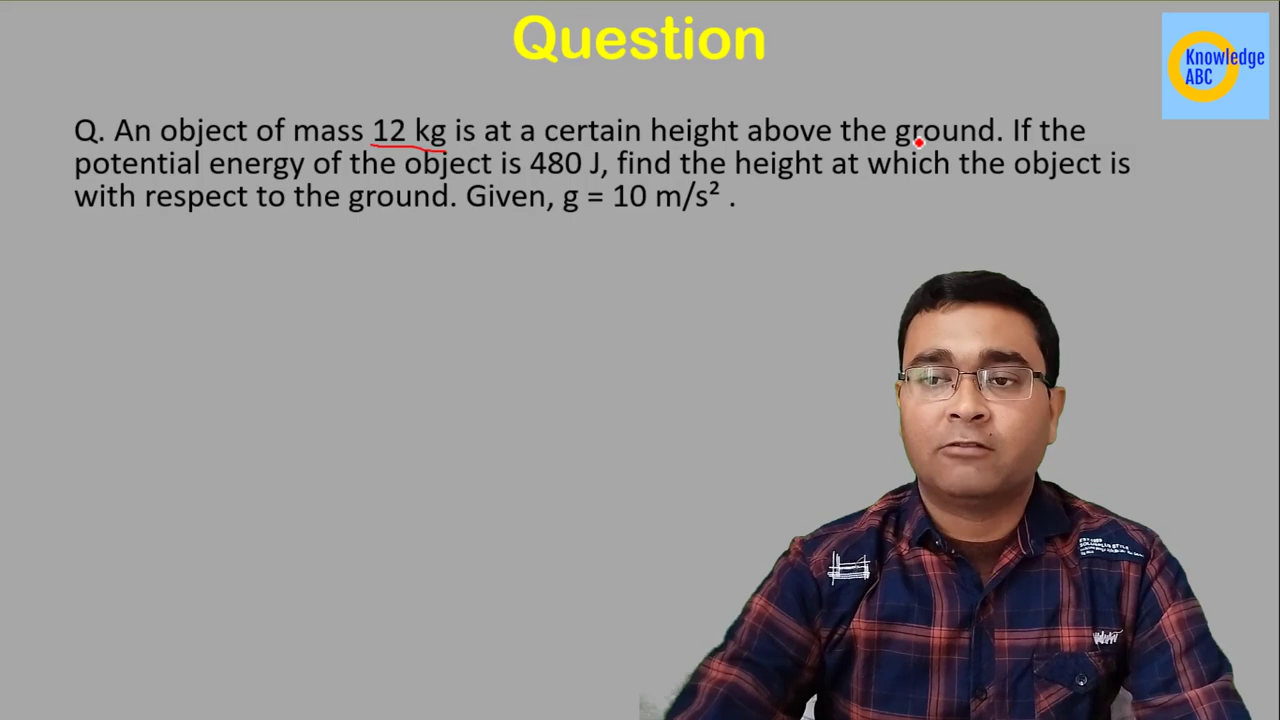 Question
Knowledge
ABC
Q. An object of mass 12 kg is at a certain height above the ground. If the
potential energy of the object is 480 J, find the height at which the object is
with respect to the ground. Given, g = 10 m/s² .